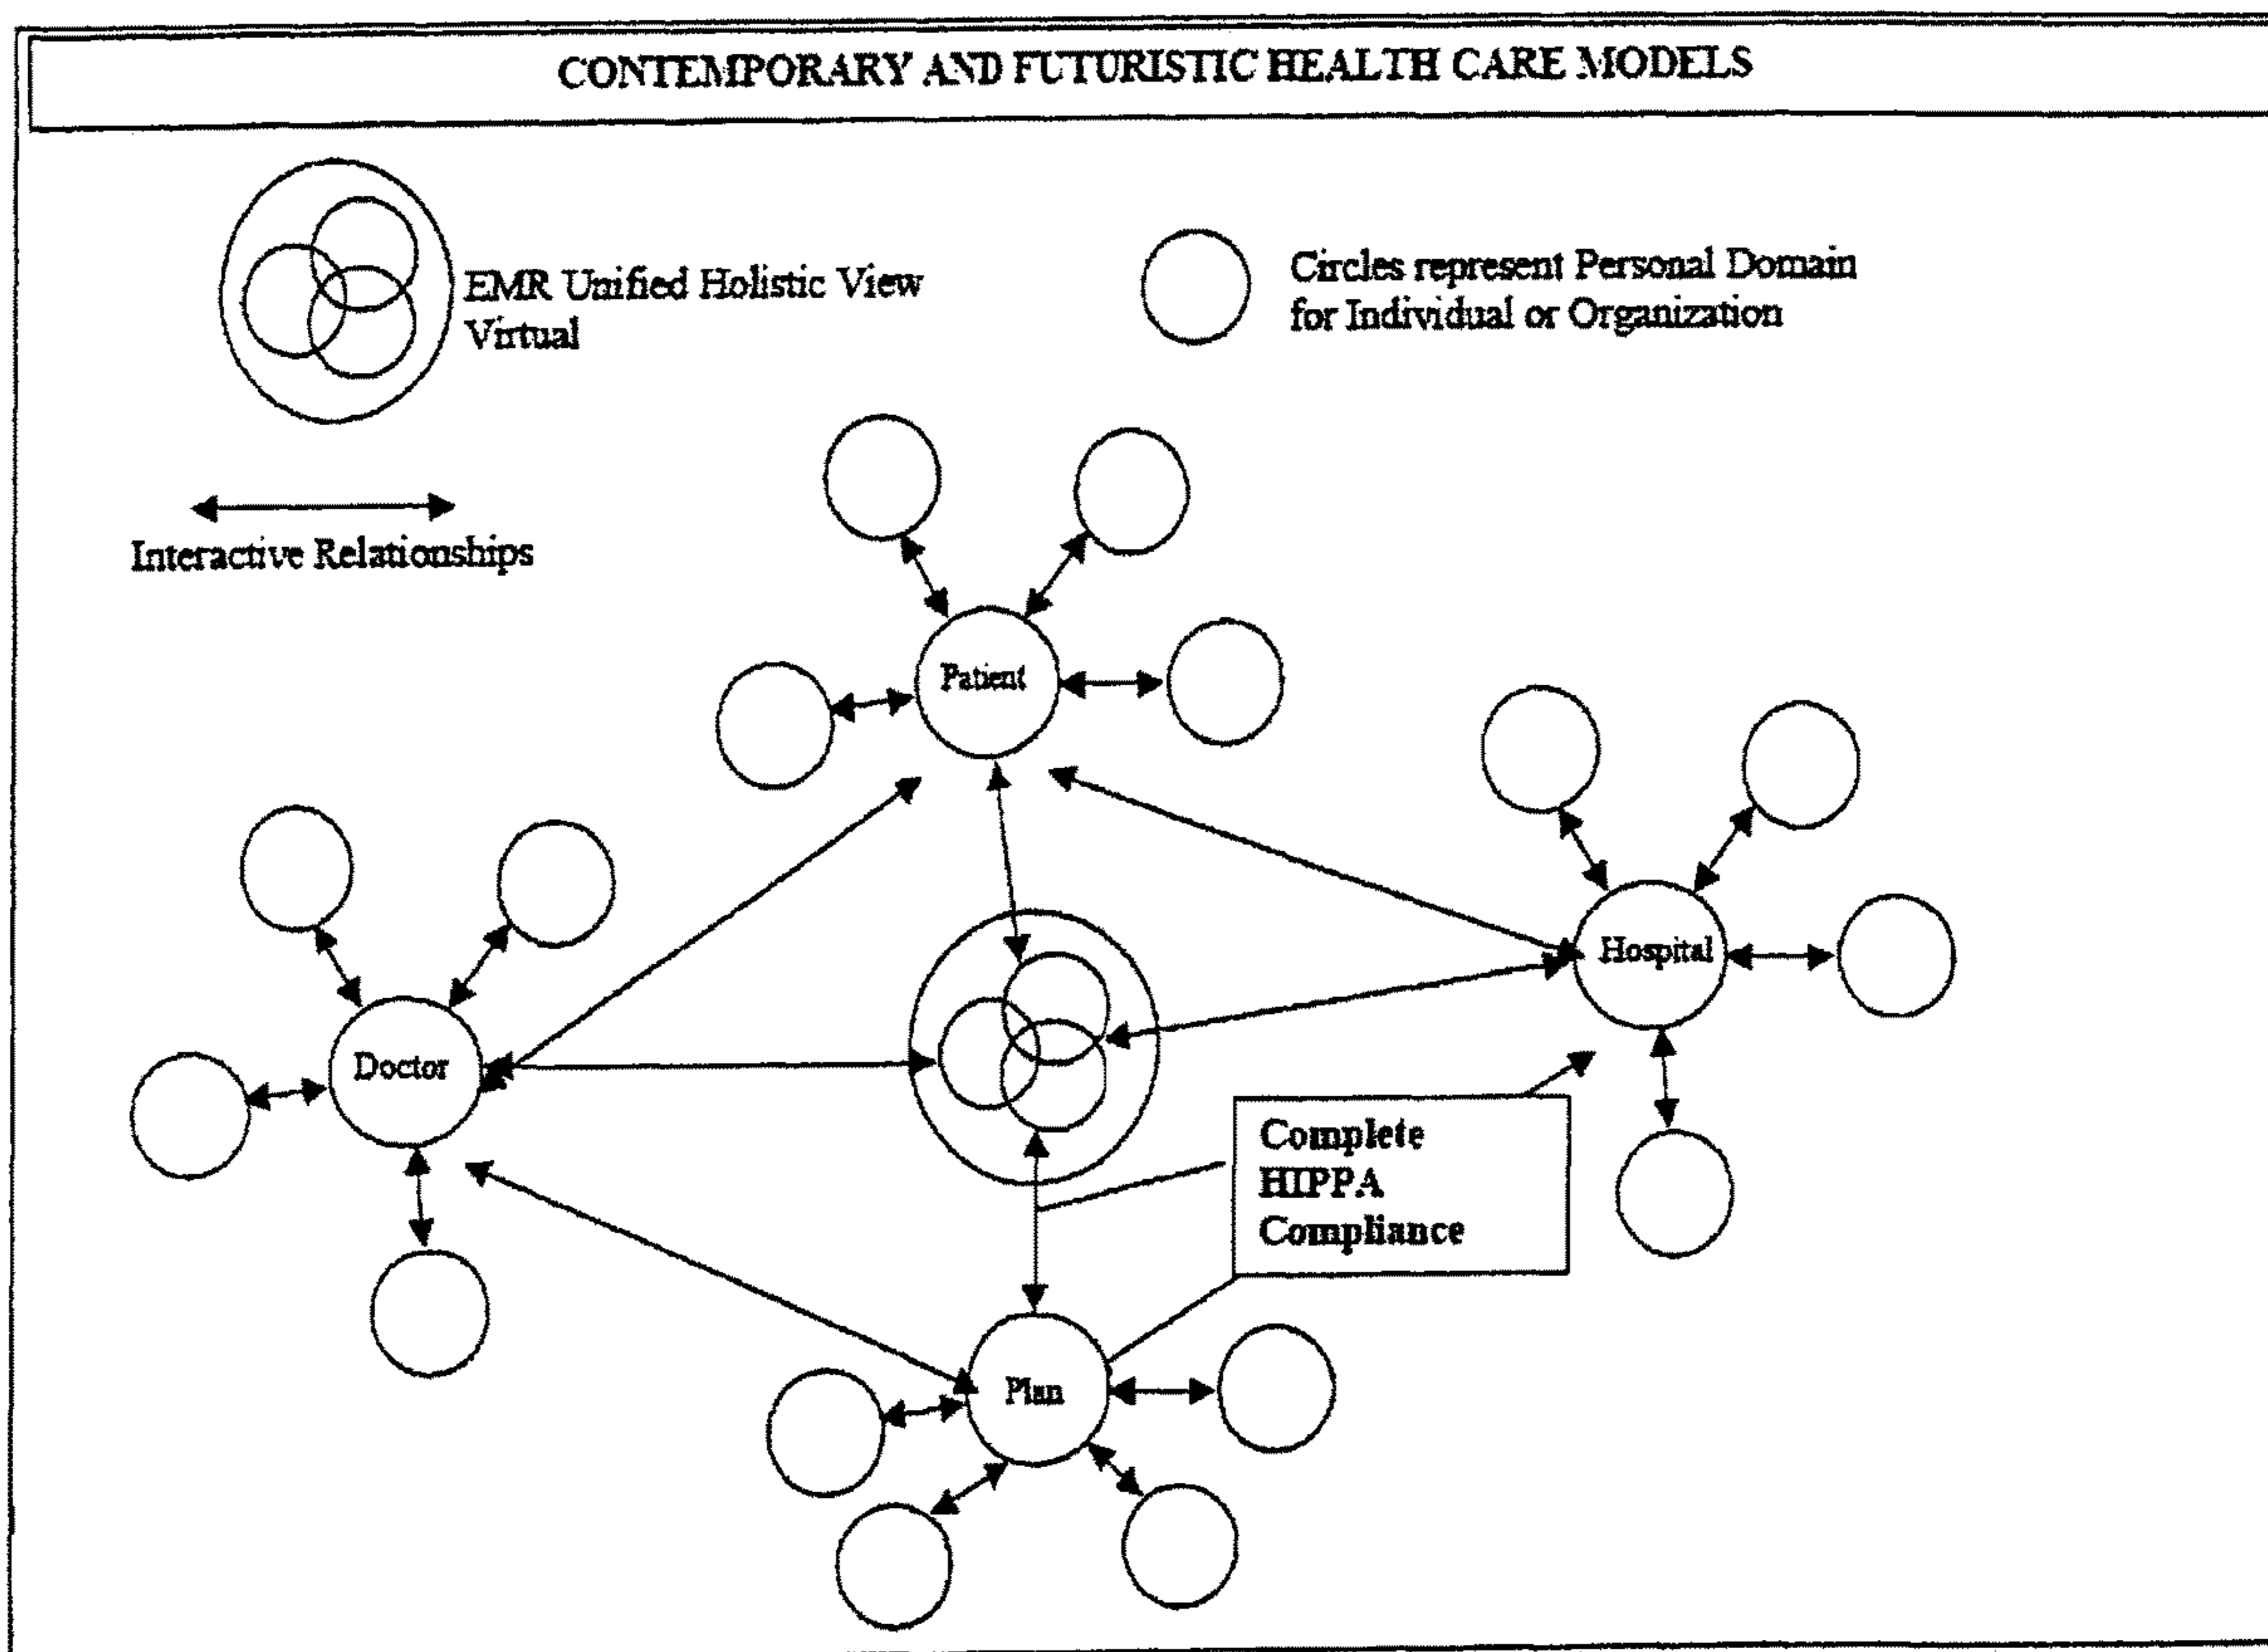 CONTEMPORARY AND FUTURISTIC HEALTH CARE MODELS
EMR Unified Holistic View
Virtual
Circles represent Personal Domain
for Individual or Organization
Interactive Relationships
Patient
Hospital
Doctor
Complete
HIPPA
Compliance
Plan